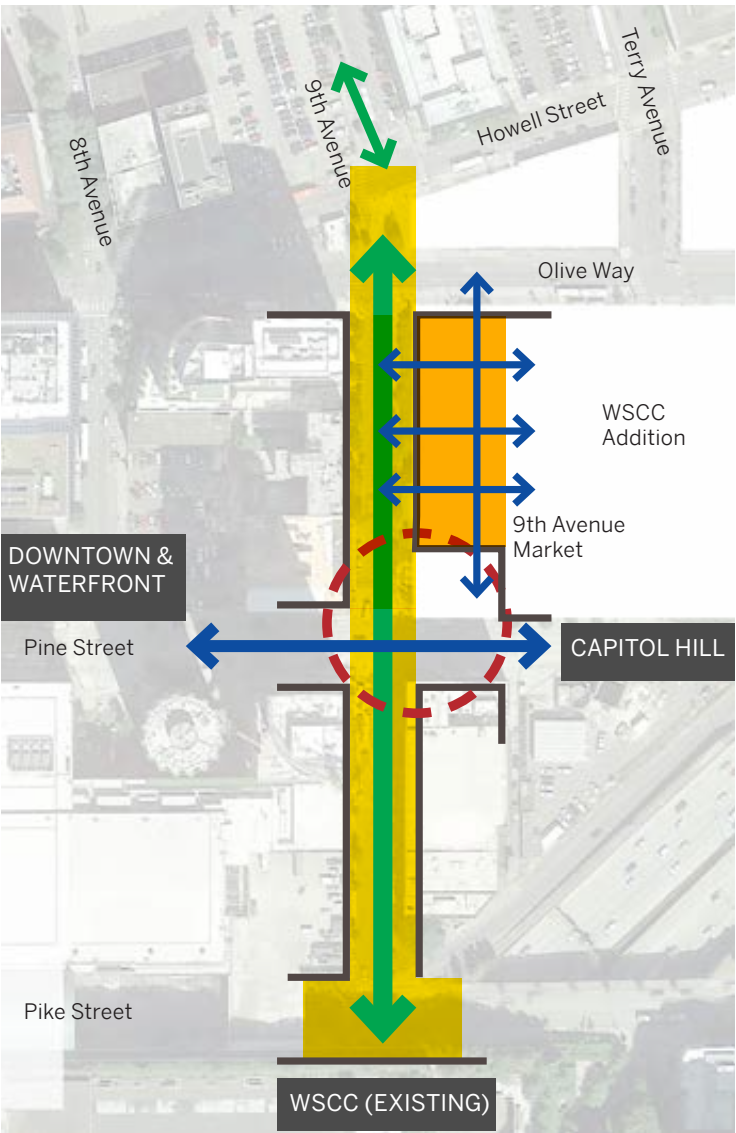 Terry Avenue
9th Avenue
Howell Street
8th Avenue
Olive Way
WSCC
Addition
9th Avenue
Market
DOWNTOWN &
WATERFRONT
Pine Street
CAPITOL HILL
Pike Street
WSCC (EXISTING)